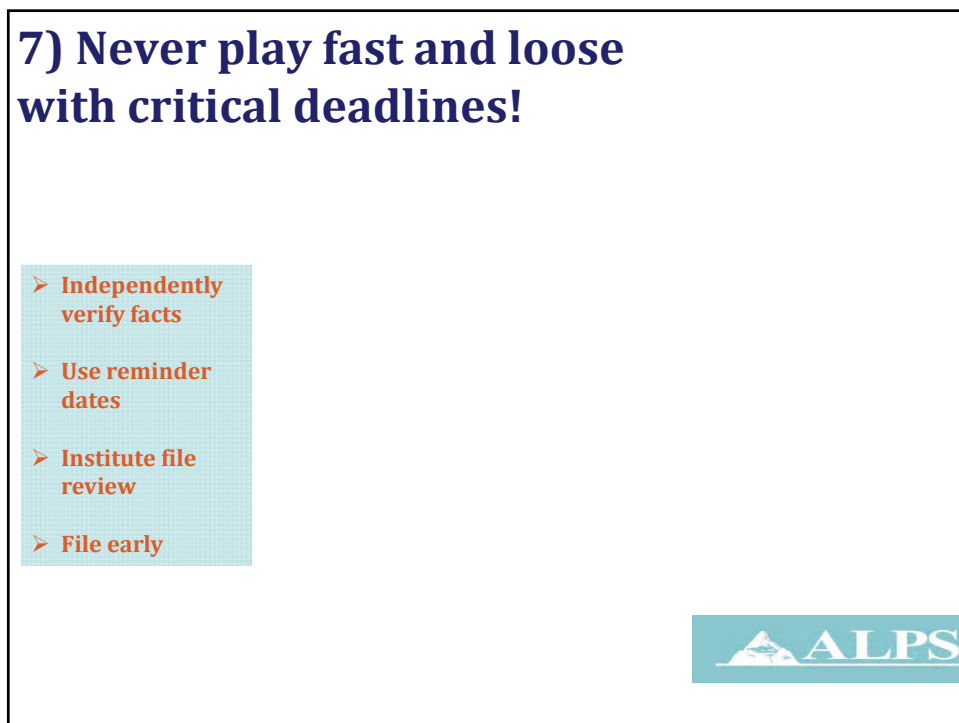 7) Never play fast and loose
with critical deadlines!
➢ Independently
verify facts
➢ Use reminder
dates
➢ Institute file
review
➢ File early
ALPS